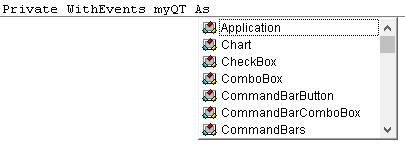 Private WithEvents myQT As
Application
Chart
CheckBox
ComboBox
CommandBarButton
CommandBarComboBox
CommandBars